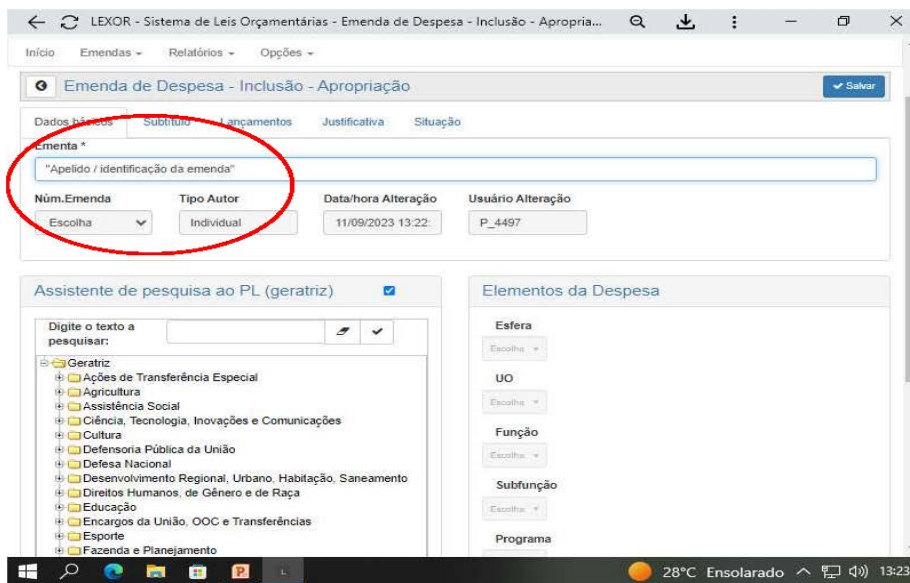 LEXOR - Sistema de Leis Orçamentárias - Emenda de Despesa - Inclusão - Apropria...
Início Emendas Relatórios Opções
Emenda de Despesa - Inclusão - Apropriação Salvar
Dados básicos Subtítulo Lançamentos Justificativa Situação
Ementa *
"Apelido / identificação da emenda"
Núm.Emenda Tipo Autor Data/hora Alteração Usuário Alteração
Escolha Individual 11/09/2023 13:22: P_4497
Assistente de pesquisa ao PL (geratriz)
Digite o texto a
pesquisar:
Geratriz
Ações de Transferência Especial
Agricultura
Assistência Social
Ciência, Tecnologia, Inovações e Comunicações
Cultura
Defensoria Pública da União
Defesa Nacional
Desenvolvimento Regional, Urbano, Habitação, Saneamento
Direitos Humanos, de Gênero e de Raça
Educação
Encargos da União, OOC e Transferências
Esporte
Fazenda e Planejamento
Elementos da Despesa
Esfera
Escolha
UO
Escolha
Função
Escolha
Subfunção
Escolha
Programa
28°C Ensolarado 13:23